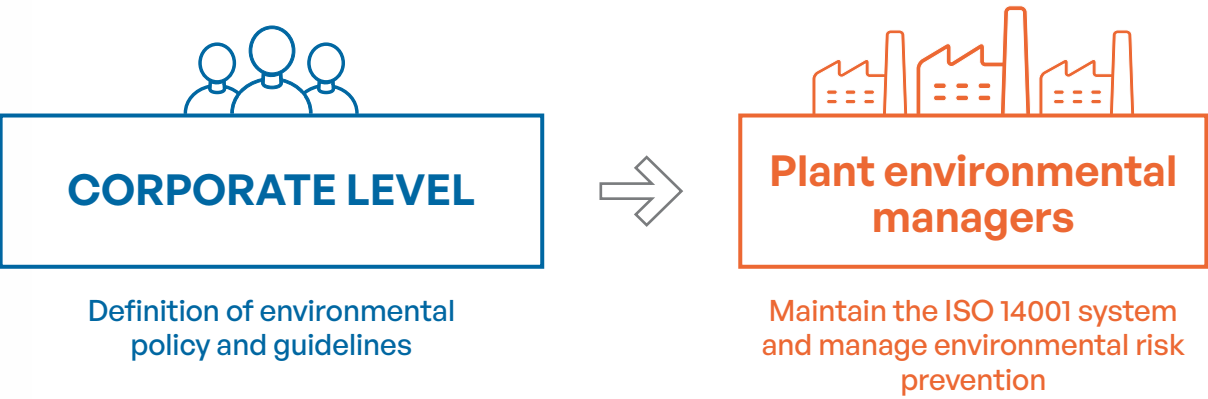 CORPORATE LEVEL
Definition of environmental
policy and guidelines
Plant environmental
managers
Maintain the ISO 14001 system
and manage environmental risk
prevention